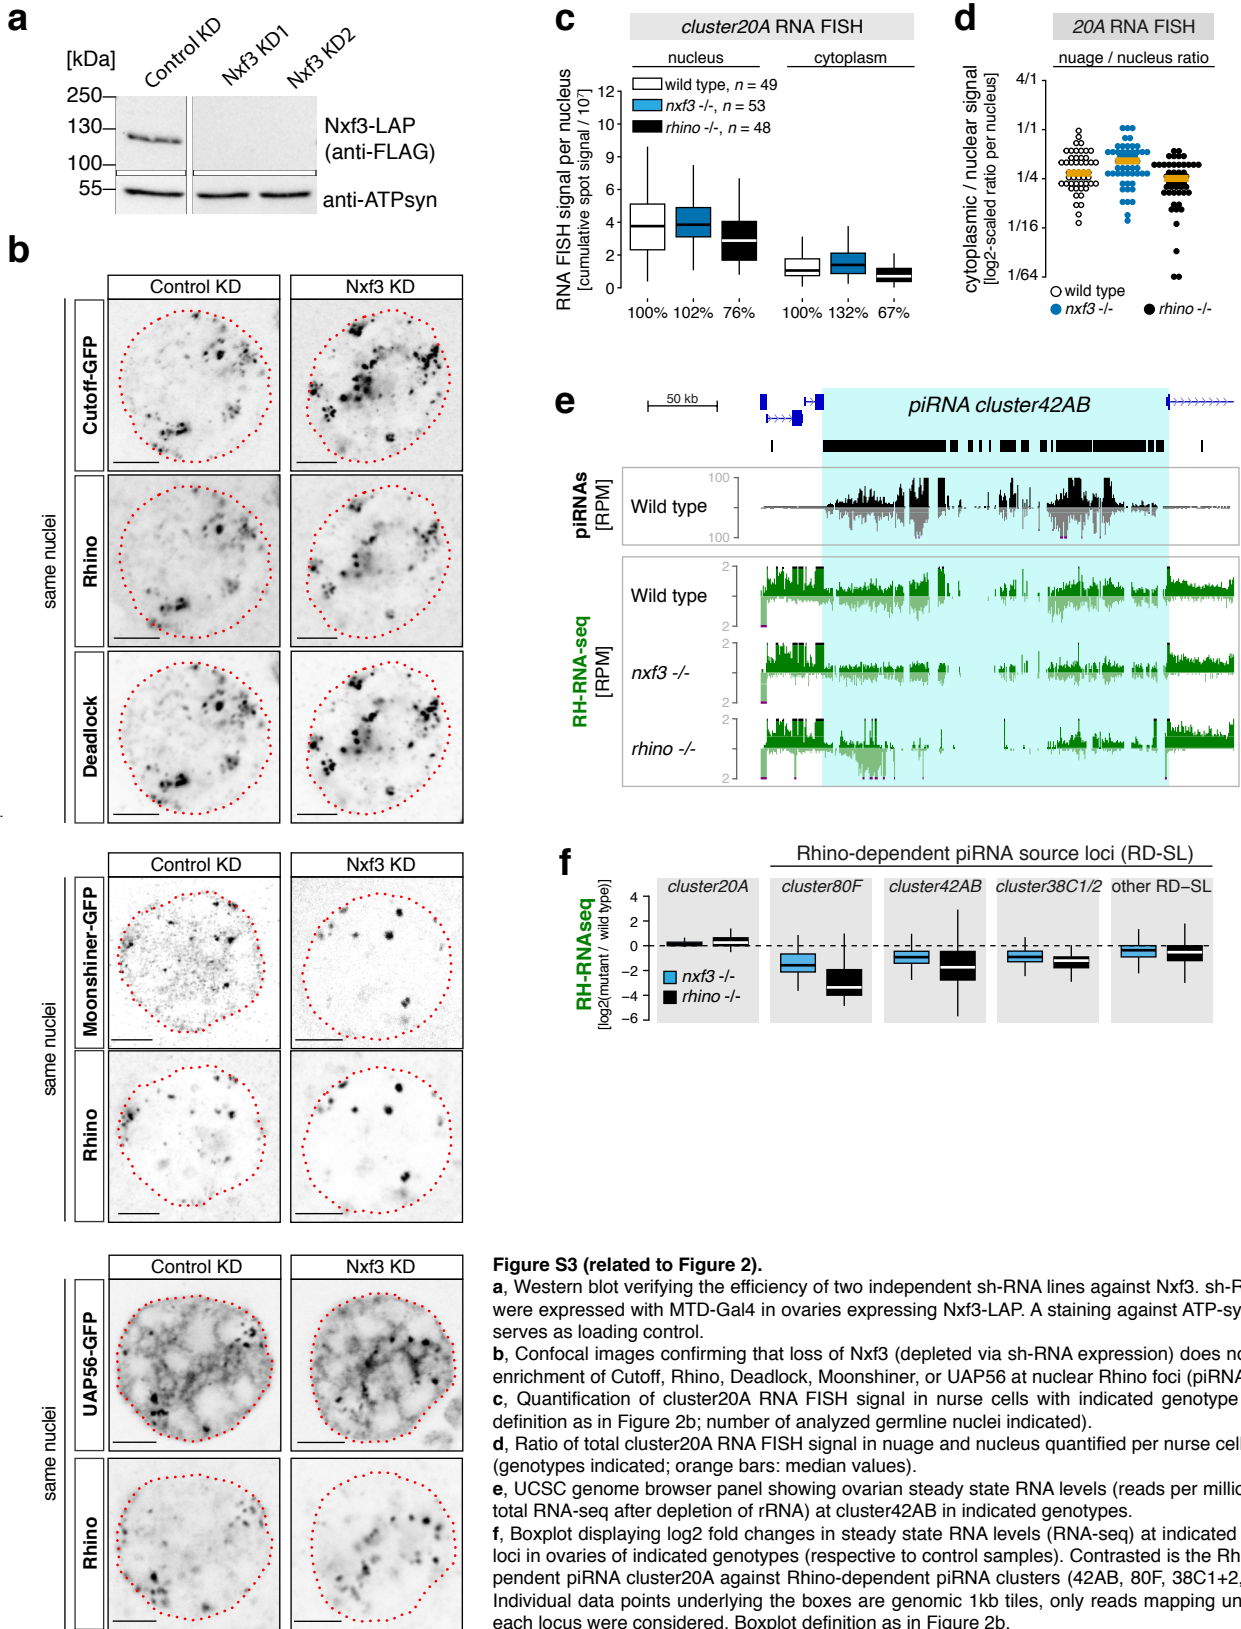 a
[kDa]
Control KD
Nxf3 KD1
Nxf3 KD2
250
130
100
55
Nxf3-LAP
(anti-FLAG)
anti-ATPsyn
b
Control KD
Nxf3 KD
same nuclei
Cutoff-GFP
Rhino
Deadlock
Control KD
Nxf3 KD
same nuclei
Moonshiner-GFP
Rhino
Control KD
Nxf3 KD
same nuclei
UAP56-GFP
Rhino
c
cluster20A RNA FISH
nucleus
cytoplasm
RNA FISH signal per nucleus
[cumulative spot signal / 10⁷]
12
10
9
6
4
2
0
wild type, n = 49
nxf3 -/-, n = 53
rhino -/-, n = 48
100% 102% 76% 100% 132% 67%
d
20A RNA FISH
nuage / nucleus ratio
cytoplasmic / nuclear signal
[log2-scaled ratio per nucleus]
4/1
1/1
1/4
1/16
1/64
wild type
nxf3 -/-
rhino -/-
e
50 kb
piRNA cluster42AB
piRNAs
[RPM]
Wild type
100
100
RH-RNA-seq
[RPM]
Wild type
2
2
nxf3 -/-
2
2
rhino -/-
2
2
f
Rhino-dependent piRNA source loci (RD-SL)
cluster20A
cluster80F
cluster42AB
cluster38C1/2
other RD–SL
RH-RNAseq
[log2(mutant / wild type)]
4
2
0
−2
−4
−6
nxf3 -/-
rhino -/-
Figure S3 (related to Figure 2).
a, Western blot verifying the efficiency of two independent sh-RNA lines against Nxf3. sh-R
were expressed with MTD-Gal4 in ovaries expressing Nxf3-LAP. A staining against ATP-sy
serves as loading control.
b, Confocal images confirming that loss of Nxf3 (depleted via sh-RNA expression) does no
enrichment of Cutoff, Rhino, Deadlock, Moonshiner, or UAP56 at nuclear Rhino foci (piRNA
c, Quantification of cluster20A RNA FISH signal in nurse cells with indicated genotype
definition as in Figure 2b; number of analyzed germline nuclei indicated).
d, Ratio of total cluster20A RNA FISH signal in nuage and nucleus quantified per nurse cell
(genotypes indicated; orange bars: median values).
e, UCSC genome browser panel showing ovarian steady state RNA levels (reads per millio
total RNA-seq after depletion of rRNA) at cluster42AB in indicated genotypes.
f, Boxplot displaying log2 fold changes in steady state RNA levels (RNA-seq) at indicated
loci in ovaries of indicated genotypes (respective to control samples). Contrasted is the Rh
pendent piRNA cluster20A against Rhino-dependent piRNA clusters (42AB, 80F, 38C1+2,
Individual data points underlying the boxes are genomic 1kb tiles, only reads mapping un
each locus were considered. Boxplot definition as in Figure 2b.